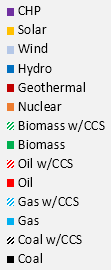 CHP
Solar
Wind
Hydro
Geothermal
Nuclear
Biomass w/CCS
Biomass
Oil w/CCS
Oil
Gas w/CCS
Gas
Coal w/CCS
Coal